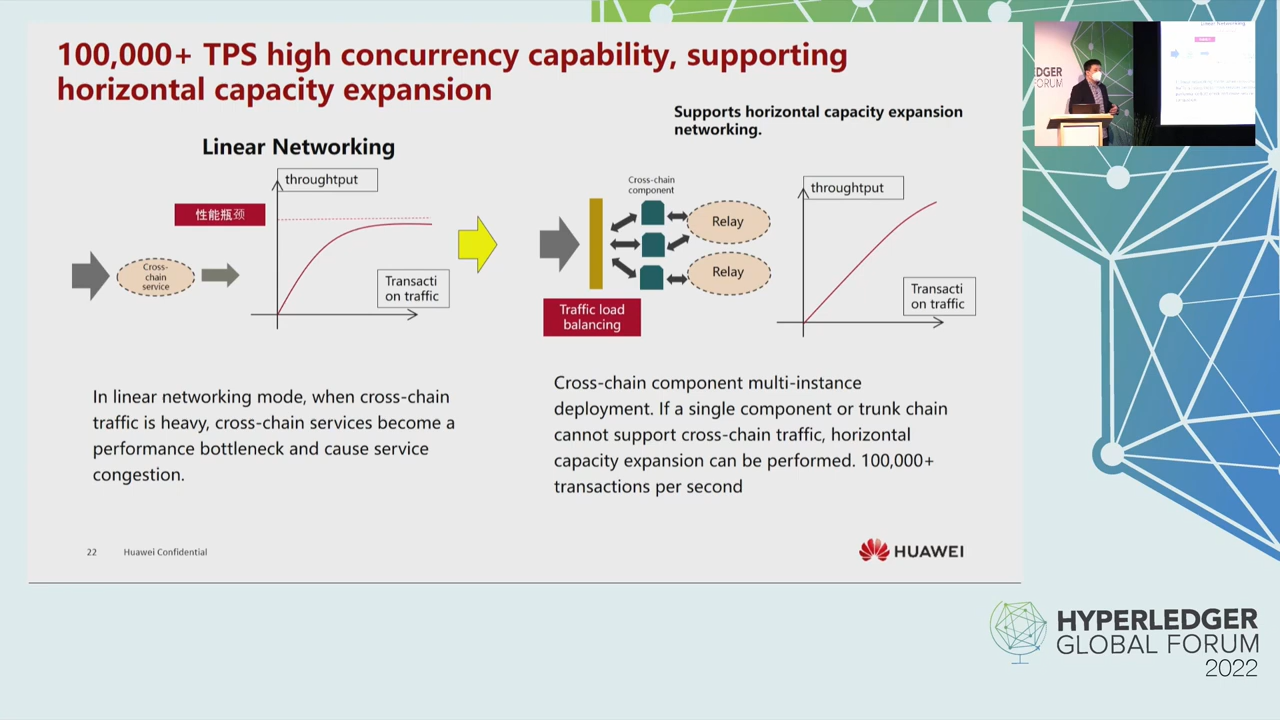 100,000+ TPS high concurrency capability, supporting
horizontal capacity expansion
Supports horizontal capacity expansion
networking.
Linear Networking
throughtput
性能瓶颈
Cross-
chain
service
Transacti
on traffic
Cross-chain
component
Relay
Relay
Traffic load
balancing
throughtput
Transacti
on traffic
In linear networking mode, when cross-chain
traffic is heavy, cross-chain services become a
performance bottleneck and cause service
congestion.
Cross-chain component multi-instance
deployment. If a single component or trunk chain
cannot support cross-chain traffic, horizontal
capacity expansion can be performed. 100,000+
transactions per second
22 Huawei Confidential
HUAWEI
RLEDGER
FORUM
HYPERLEDGER
GLOBAL FORUM
2022